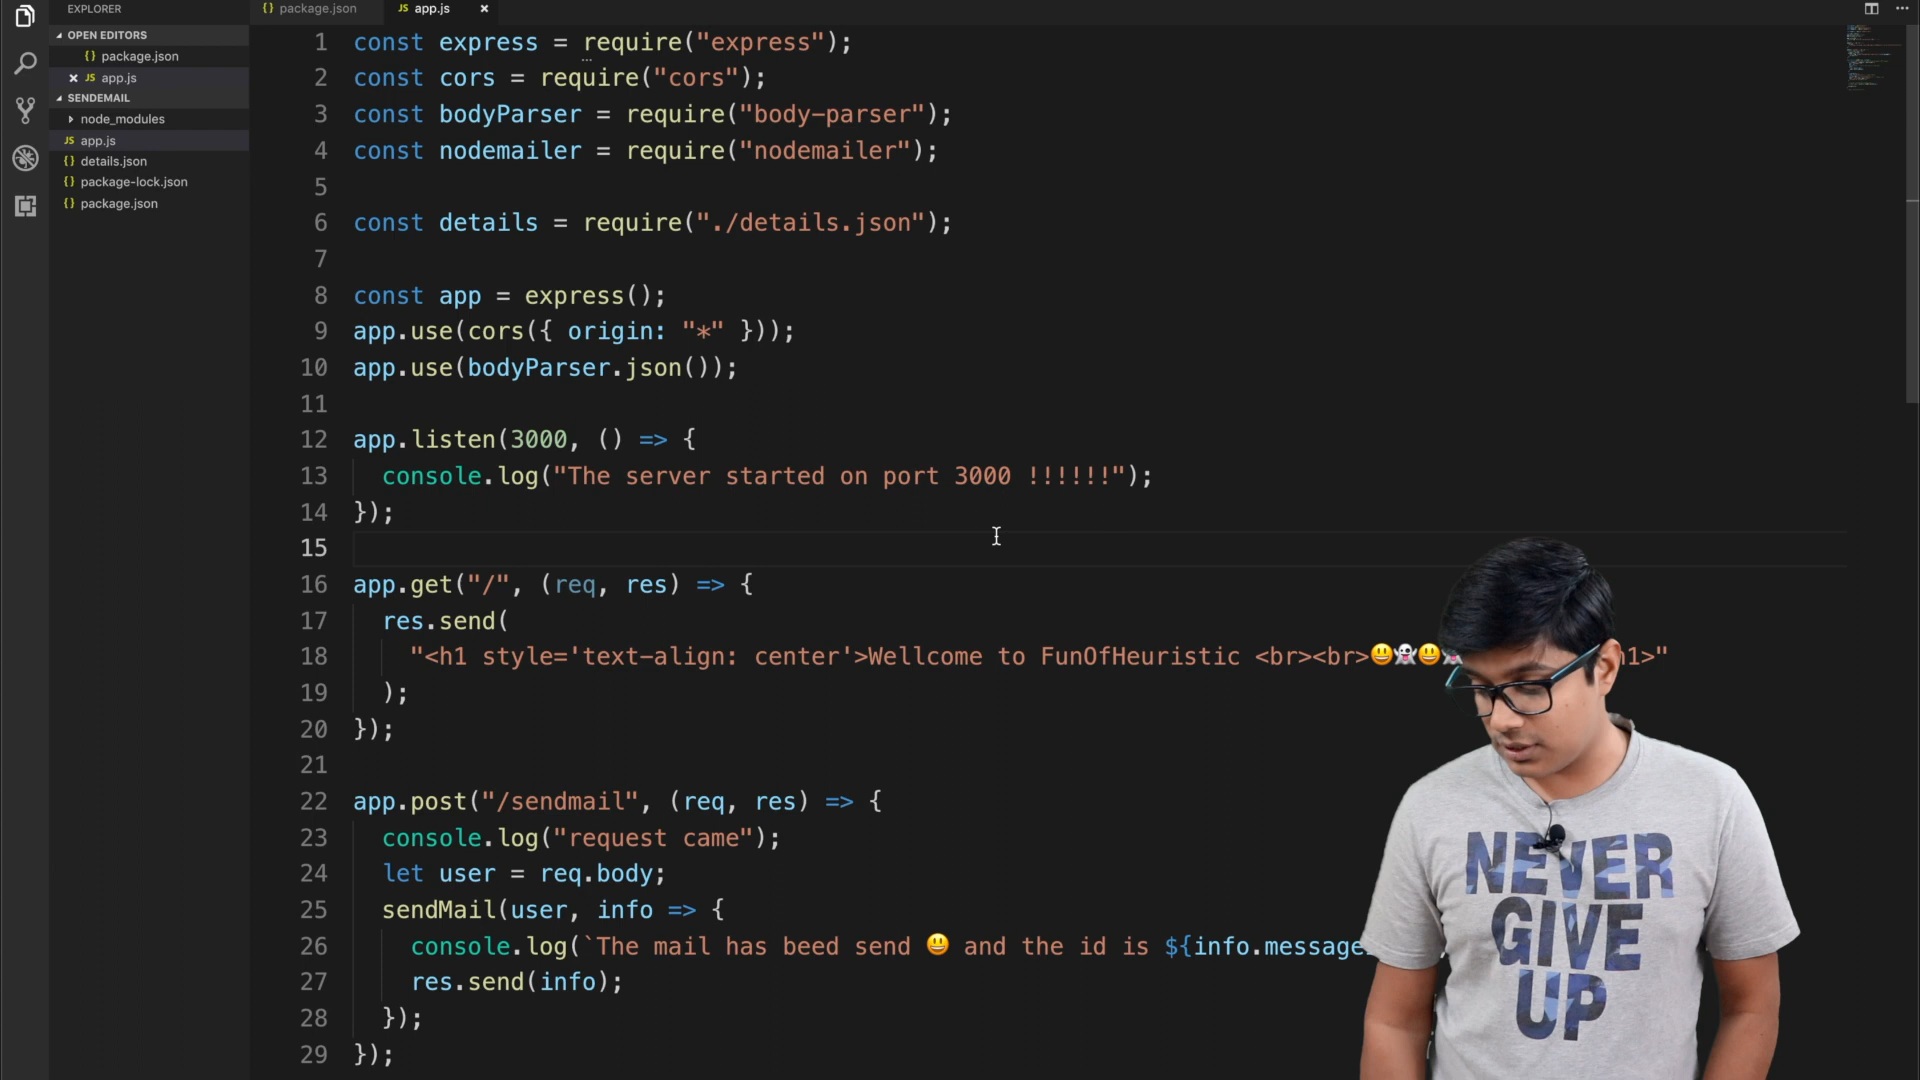 EXPLORER
OPEN EDITORS
{} package.json
× JS app.js
SENDEMAIL
node_modules
JS app.js
{} details.json
{} package-lock.json
{} package.json
{} package.json
JS app.js ×
1 const express = require("express");
2 const cors = require("cors");
3 const bodyParser = require("body-parser");
4 const nodemailer = require("nodemailer");
5
6 const details = require("./details.json");
7
8 const app = express();
9 app.use(cors({ origin: "*" }));
10 app.use(bodyParser.json());
11
12 app.listen(3000, () => {
13 console.log("The server started on port 3000 !!!!!!");
14 });
15
16 app.get("/", (req, res) => {
17 res.send(
18 "<h1 style='text-align: center'>Wellcome to FunOfHeuristic <br><br>😃👻😃👻 h1>"
19 );
20 });
21
22 app.post("/sendmail", (req, res) => {
23 console.log("request came");
24 let user = req.body;
25 sendMail(user, info => {
26 console.log(`The mail has beed send 😃 and the id is ${info.message
27 res.send(info);
28 });
29 });
NEVER
GIVE
UP